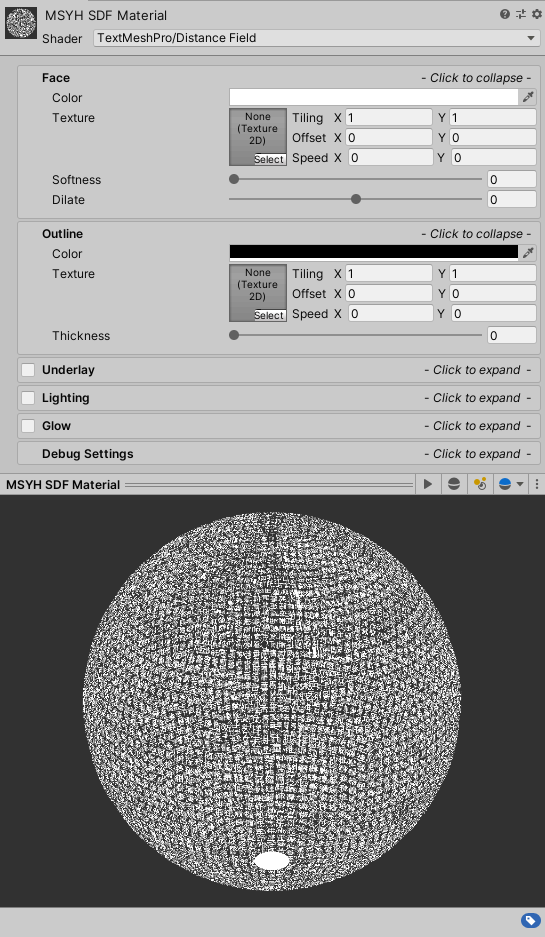 MSYH SDF Material
Shader TextMeshPro/Distance Field
Face - Click to collapse -
Color
Texture None (Texture 2D) Select Tiling X 1 Y 1
Offset X 0 Y 0
Speed X 0 Y 0
Softness 0
Dilate 0
Outline - Click to collapse -
Color
Texture None (Texture 2D) Select Tiling X 1 Y 1
Offset X 0 Y 0
Speed X 0 Y 0
Thickness 0
Underlay - Click to expand -
Lighting - Click to expand -
Glow - Click to expand -
Debug Settings - Click to expand -
MSYH SDF Material